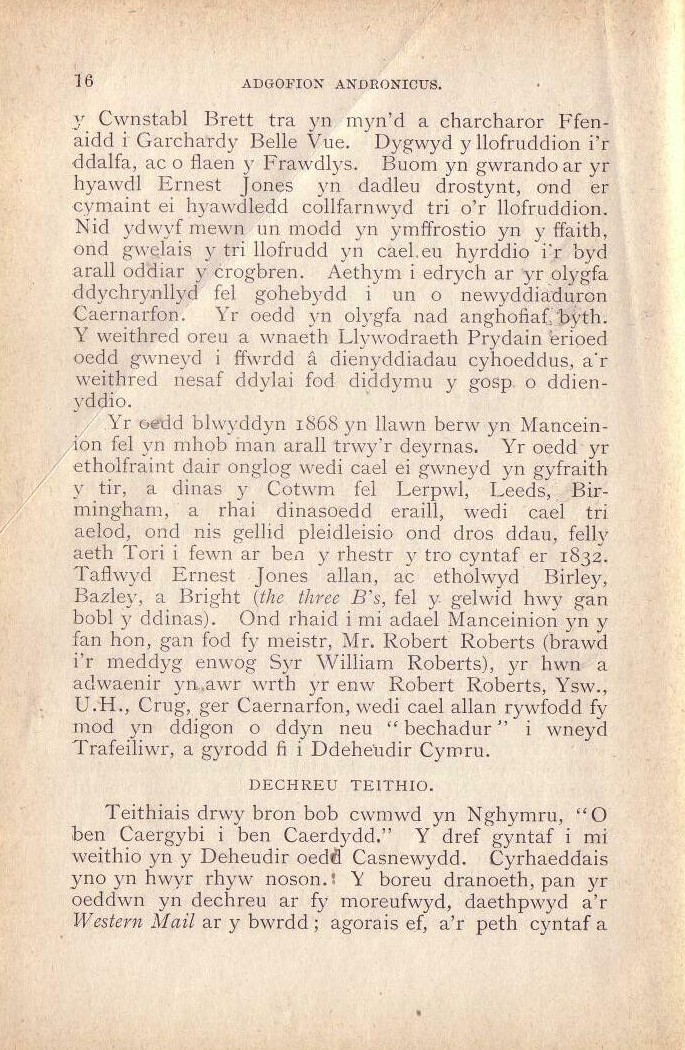 16 ADGOFION ANDRONICUS.
y Cwnstabl Brett tra yn myn'd a charcharor Ffen-
aidd i Garchardy Belle Vue. Dygwyd y llofruddion i'r
ddalfa, ac o flaen y Frawdlys. Buom yn gwrando ar yr
hyawdl Ernest Jones yn dadleu drostynt, ond er
cymaint ei hyawdledd collfarnwyd tri o'r llofruddion.
Nid ydwyf mewn un modd yn ymffrostio yn y ffaith,
ond gwelais y tri llofrudd yn cael eu hyrddio i'r byd
arall oddiar y crogbren. Aethym i edrych ar yr olygfa
ddychrynllyd fel gohebydd i un o newyddiaduron
Caernarfon. Yr oedd yn olygfa nad anghofiaf byth.
Y weithred oreu a wnaeth Llywodraeth Prydain erioed
oedd gwneyd i ffwrdd â dienyddiadau cyhoeddus, a'r
weithred nesaf ddylai fod diddymu y gosp o ddien-
yddio.
Yr oedd blwyddyn 1868 yn llawn berw yn Mancein-
ion fel yn mhob man arall trwy'r deyrnas. Yr oedd yr
etholfraint dair onglog wedi cael ei gwneyd yn gyfraith
y tir, a dinas y Cotwm fel Lerpwl, Leeds, Bir-
mingham, a rhai dinasoedd eraill, wedi cael tri
aelod, ond nis gellid pleidleisio ond dros ddau, felly
aeth Tori i fewn ar ben y rhestr y tro cyntaf er 1832.
Taflwyd Ernest Jones allan, ac etholwyd Birley,
Bazley, a Bright (the three B's, fel y gelwid hwy gan
bobl y ddinas). Ond rhaid i mi adael Manceinion yn y
fan hon, gan fod fy meistr, Mr. Robert Roberts (brawd
i'r meddyg enwog Syr William Roberts), yr hwn a
adwaenir yn awr wrth yr enw Robert Roberts, Ysw.,
U.H., Crug, ger Caernarfon, wedi cael allan rywfodd fy
mod yn ddigon o ddyn neu "bechadur" i wneyd
Trafeiliwr, a gyrodd fi i Ddeheudir Cymru.
DECHREU TEITHIO.
Teithiais drwy bron bob cwmwd yn Nghymru, "O
ben Caergybi i ben Caerdydd." Y dref gyntaf i mi
weithio yn y Deheudir oedd Casnewydd. Cyrhaeddais
yno yn hwyr rhyw noson. Y boreu dranoeth, pan yr
oeddwn yn dechreu ar fy moreufwyd, daethpwyd a'r
Western Mail ar y bwrdd; agorais ef, a'r peth cyntaf a